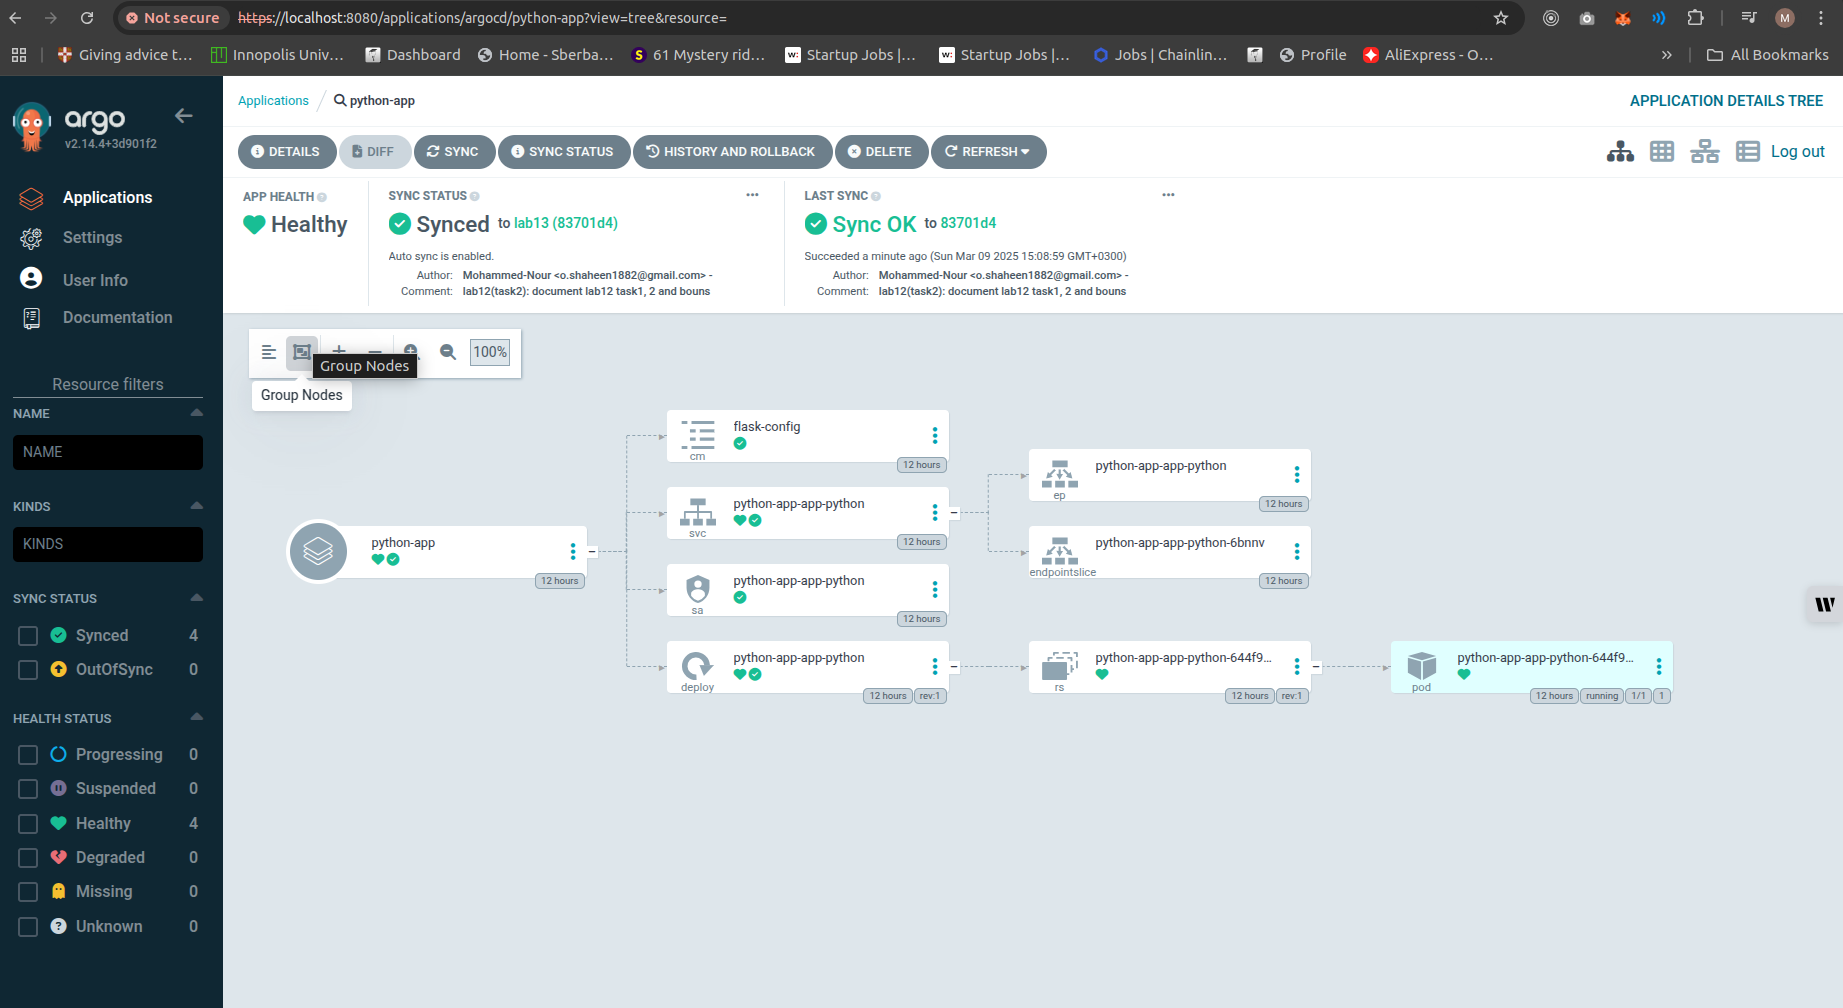 Not secure https://localhost:8080/applications/argocd/python-app?view=tree&resource= M
Giving advice t... Innopolis Univ... Dashboard Home - Sberba... S 61 Mystery rid... w: Startup Jobs |... w: Startup Jobs |... Jobs | Chainlin... Profile AliExpress - O... » All Bookmarks
argo
v2.14.4+3d901f2
Applications
Settings
User Info
Documentation
Resource filters
NAME
NAME
KINDS
KINDS
SYNC STATUS
Synced 4
OutOfSync 0
HEALTH STATUS
Progressing 0
Suspended 0
Healthy 4
Degraded 0
Missing 0
Unknown 0
Applications / python-app APPLICATION DETAILS TREE
DETAILS DIFF SYNC SYNC STATUS HISTORY AND ROLLBACK DELETE REFRESH Log out
APP HEALTH
Healthy
SYNC STATUS
Synced to lab13 (83701d4)
Auto sync is enabled.
Author: Mohammed-Nour <o.shaheen1882@gmail.com> -
Comment: lab12(task2): document lab12 task1, 2 and bouns
LAST SYNC
Sync OK to 83701d4
Succeeded a minute ago (Sun Mar 09 2025 15:08:59 GMT+0300)
Author: Mohammed-Nour <o.shaheen1882@gmail.com> -
Comment: lab12(task2): document lab12 task1, 2 and bouns
100%
Group Nodes
Group Nodes
python-app
12 hours
flask-config
cm
12 hours
python-app-app-python
svc
12 hours
python-app-app-python
sa
12 hours
python-app-app-python
deploy
12 hours rev:1
python-app-app-python
ep
12 hours
python-app-app-python-6bnnv
endpointslice
12 hours
python-app-app-python-644f9...
rs
12 hours rev:1
python-app-app-python-644f9...
pod
12 hours running 1/1 1
W